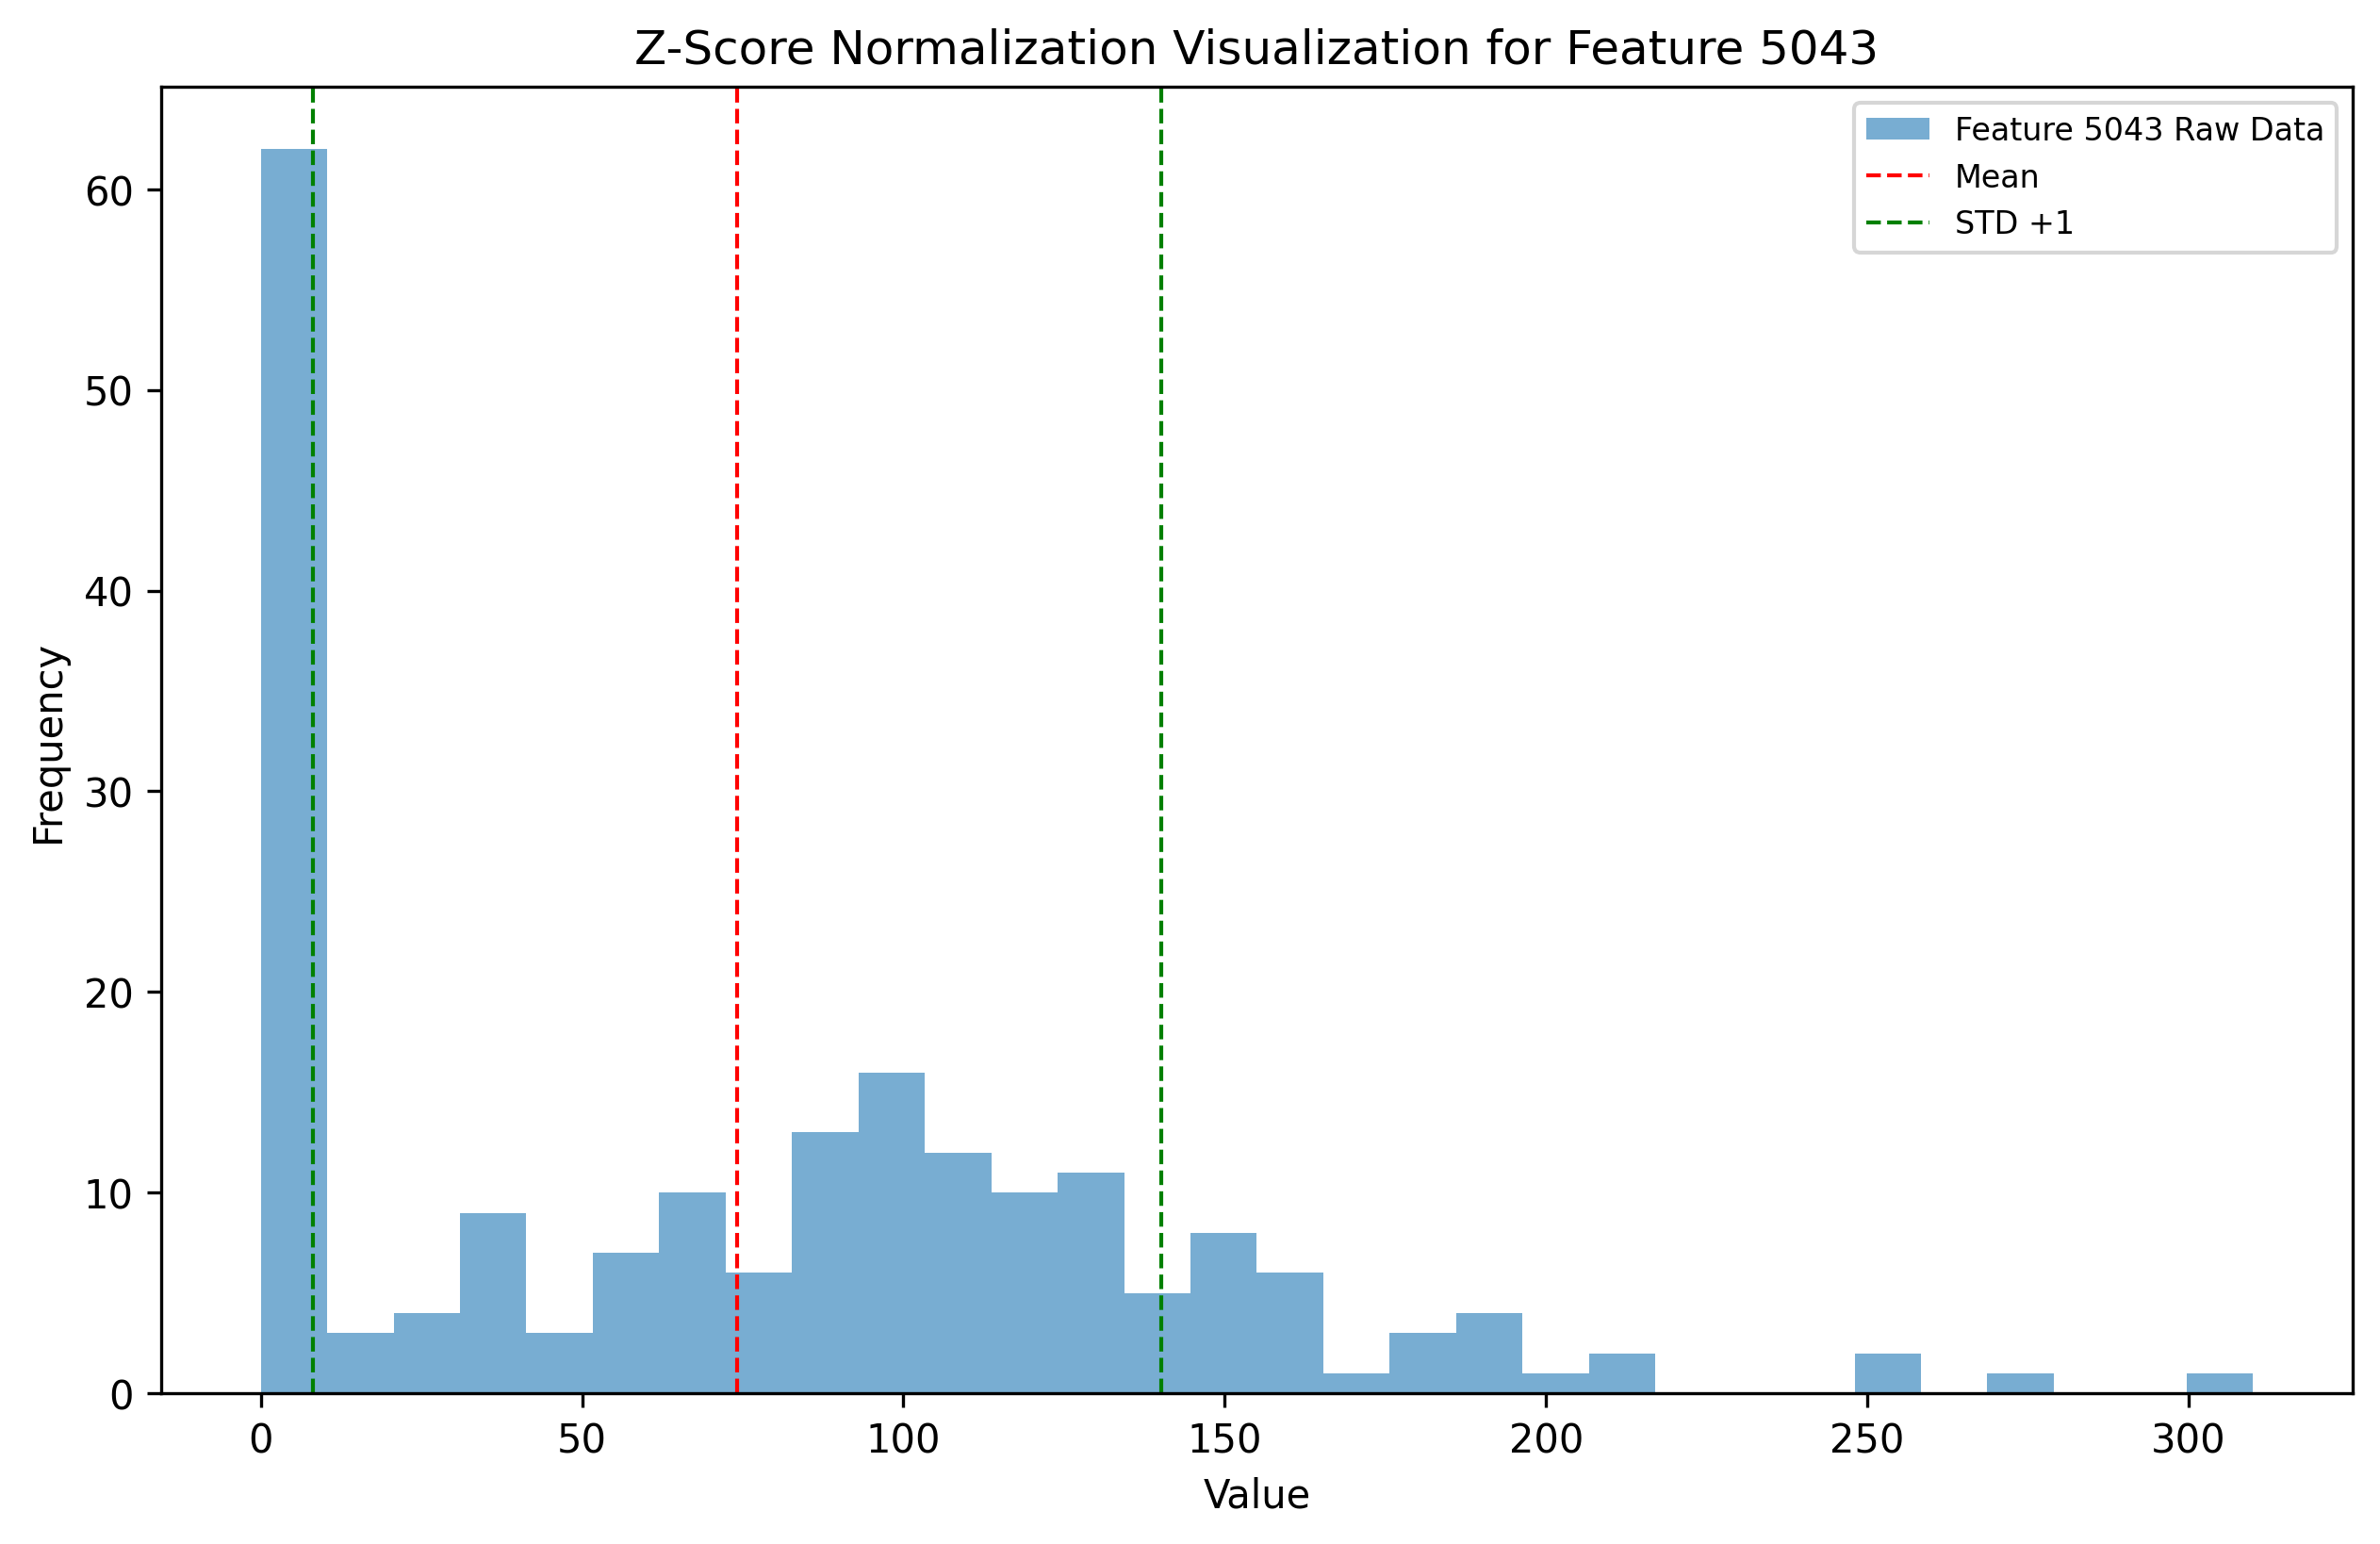 Z-Score Normalization Visualization for Feature 5043
Feature 5043 Raw Data
Mean
STD +1
Frequency
60
50
40
30
20
10
0
0 50 100 150 200 250 300
Value